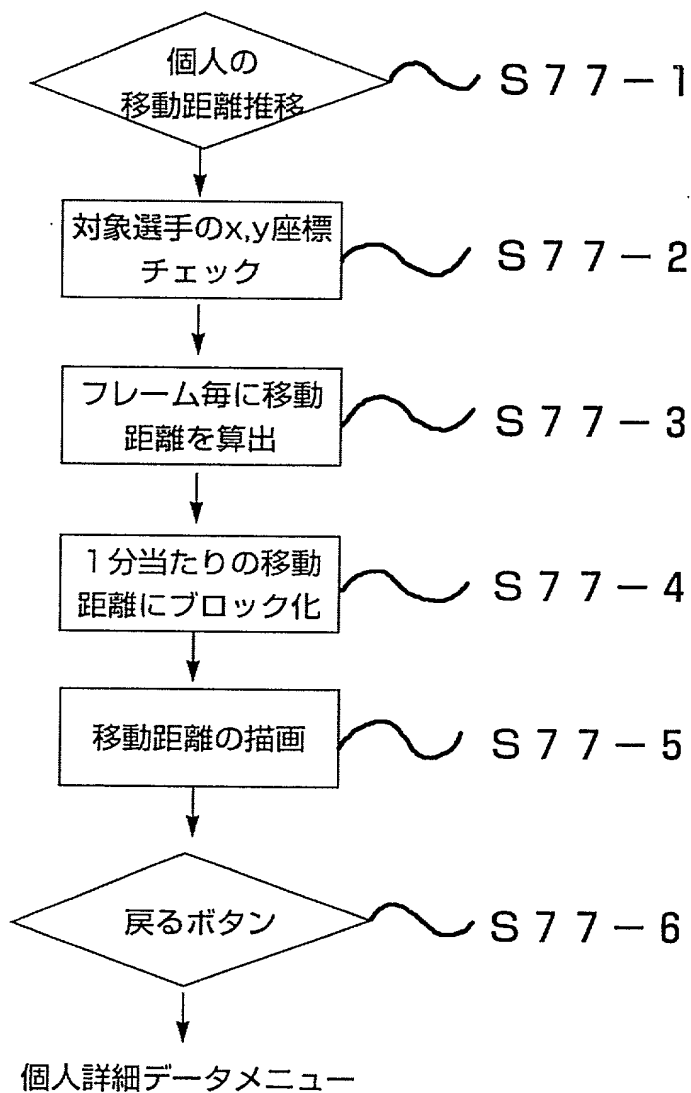 個人の
移動距離推移
S77-1
対象選手のx,y座標
チェック
S77-2
フレーム毎に移動
距離を算出
S77-3
1分当たりの移動
距離にブロック化
S77-4
移動距離の描画
S77-5
戻るボタン
S77-6
個人詳細データメニュー